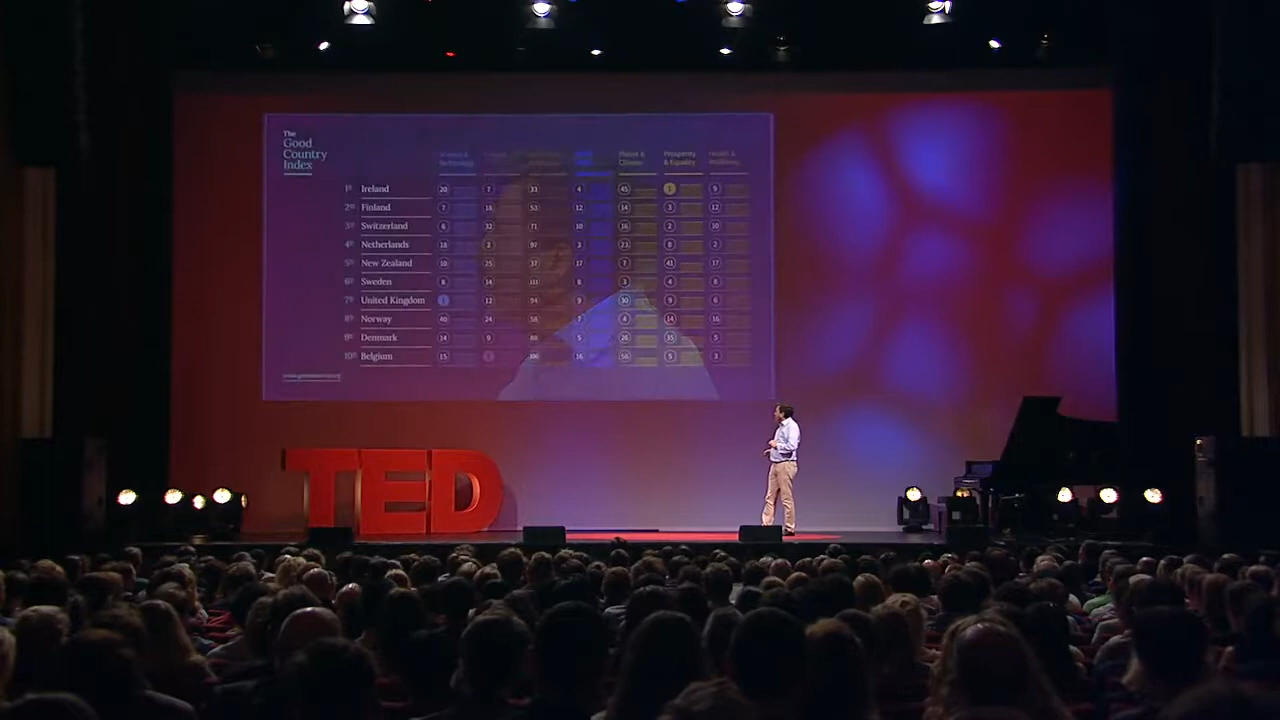 The
Good
Country
Index
Planet & Climate
Prosperity & Equality
Health & Wellbeing
1st Ireland 20 7 33 4 45 1 9
2nd Finland 7 18 53 12 14 3 12
3rd Switzerland 6 32 71 10 16 2 10
4th Netherlands 18 2 97 3 23 8 2
5th New Zealand 10 25 37 17 7 41 17
6th Sweden 8 14 111 8 3 4 8
7th United Kingdom 1 12 94 9 30 9 6
8th Norway 40 24 58 7 4 14 16
9th Denmark 14 9 88 5 26 35 5
10th Belgium 15 1 106 16 56 5 3
TED